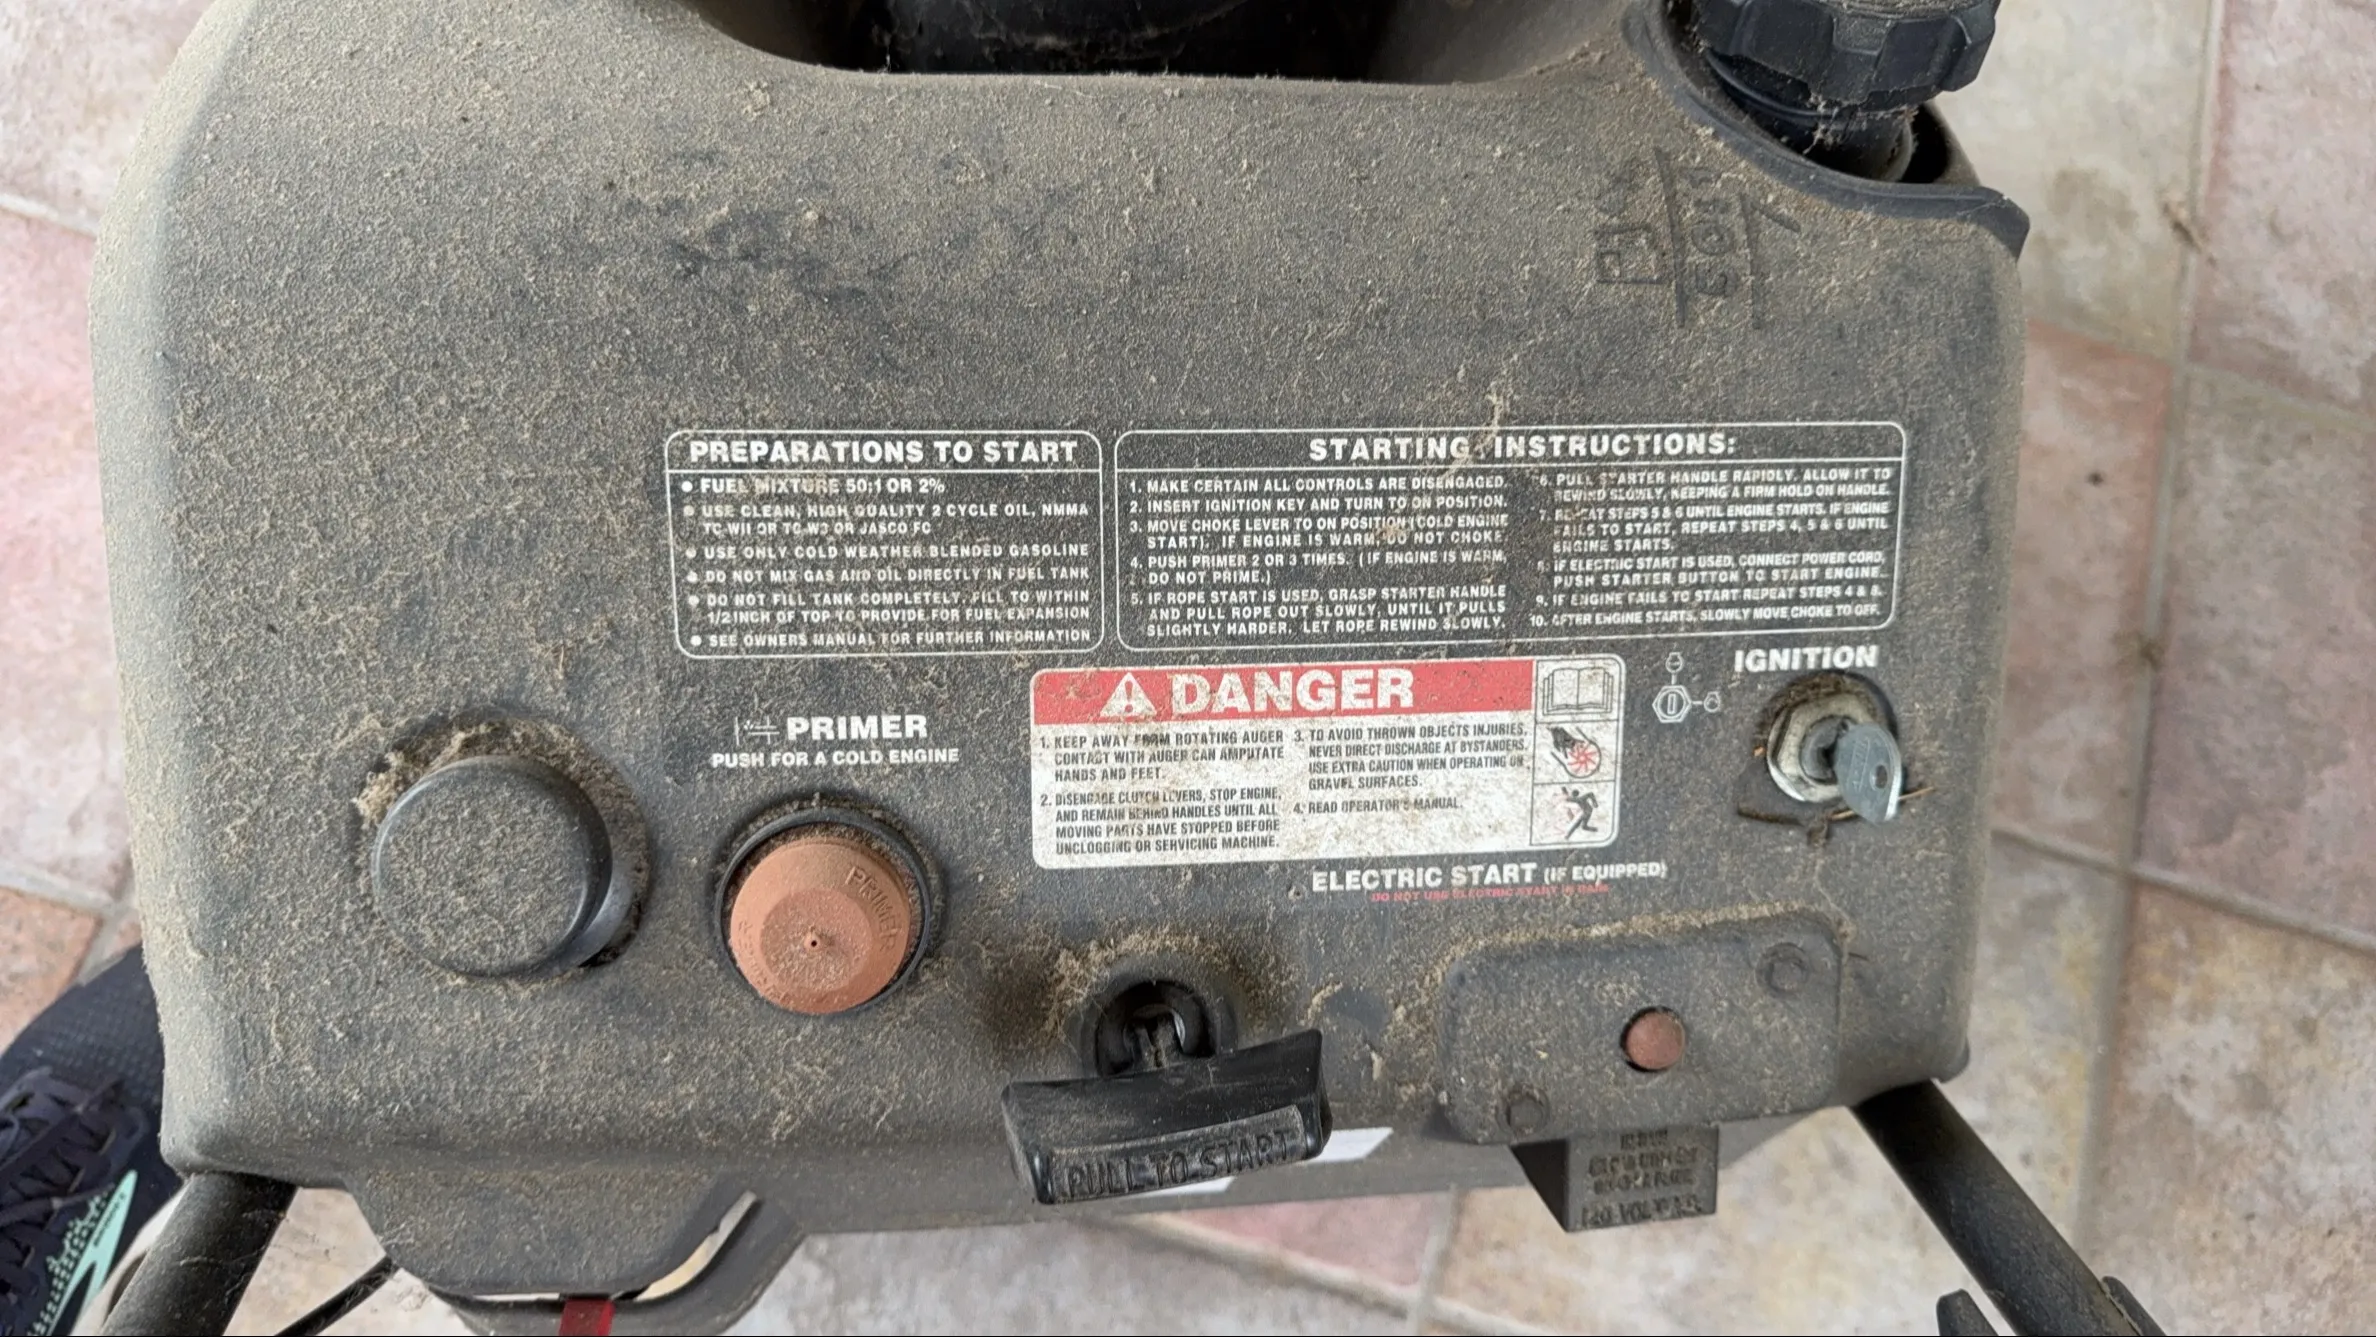 PREPARATIONS TO START
• FUEL MIXTURE 50:1 OR 2%
• USE CLEAN, HIGH QUALITY 2 CYCLE OIL, NMMA
TC-WII OR TC-W3 OR JASCO FC
• USE ONLY COLD WEATHER BLENDED GASOLINE
• DO NOT MIX GAS AND OIL DIRECTLY IN FUEL TANK
• DO NOT FILL TANK COMPLETELY, FILL TO WITHIN
1/2 INCH OF TOP TO PROVIDE FOR FUEL EXPANSION
• SEE OWNERS MANUAL FOR FURTHER INFORMATION
STARTING INSTRUCTIONS:
1. MAKE CERTAIN ALL CONTROLS ARE DISENGAGED.
2. INSERT IGNITION KEY AND TURN TO ON POSITION.
3. MOVE CHOKE LEVER TO ON POSITION (COLD ENGINE
START). IF ENGINE IS WARM, DO NOT CHOKE
4. PUSH PRIMER 2 OR 3 TIMES. (IF ENGINE IS WARM,
DO NOT PRIME.)
5. IF ROPE START IS USED, GRASP STARTER HANDLE
AND PULL ROPE OUT SLOWLY, UNTIL IT PULLS
SLIGHTLY HARDER. LET ROPE REWIND SLOWLY.
6. PULL STARTER HANDLE RAPIDLY. ALLOW IT TO
REWIND SLOWLY, KEEPING A FIRM HOLD ON HANDLE.
7. REPEAT STEPS 5 & 6 UNTIL ENGINE STARTS. IF ENGINE
FAILS TO START, REPEAT STEPS 4, 5 & 6 UNTIL
ENGINE STARTS.
IF ELECTRIC START IS USED, CONNECT POWER CORD,
PUSH STARTER BUTTON TO START ENGINE.
9. IF ENGINE FAILS TO START REPEAT STEPS 4 & 8.
10. AFTER ENGINE STARTS, SLOWLY MOVE CHOKE TO OFF.
IGNITION
DANGER
1. KEEP AWAY FROM ROTATING AUGER
CONTACT WITH AUGER CAN AMPUTATE
HANDS AND FEET.
2. DISENGAGE CLUTCH LEVERS, STOP ENGINE,
AND REMAIN BEHIND HANDLES UNTIL ALL
MOVING PARTS HAVE STOPPED BEFORE
UNCLOGGING OR SERVICING MACHINE.
3. TO AVOID THROWN OBJECTS INJURIES,
NEVER DIRECT DISCHARGE AT BYSTANDERS.
USE EXTRA CAUTION WHEN OPERATING ON
GRAVEL SURFACES.
4. READ OPERATOR'S MANUAL.
PRIMER
PUSH FOR A COLD ENGINE
PRIMER
ELECTRIC START (IF EQUIPPED)
DO NOT USE ELECTRIC START IN RAIN
PULL TO START